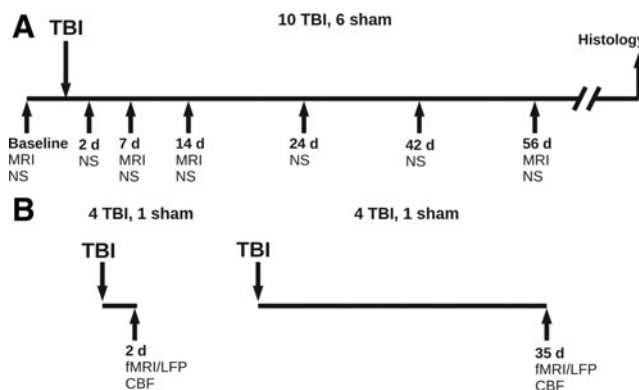 A
10 TBI, 6 sham
TBI
Histology
Baseline
MRI
NS
2 d
NS
7 d
MRI
NS
14 d
MRI
NS
24 d
NS
42 d
NS
56 d
MRI
NS
B
4 TBI, 1 sham
TBI
2 d
fMRI/LFP
CBF
4 TBI, 1 sham
TBI
35 d
fMRI/LFP
CBF